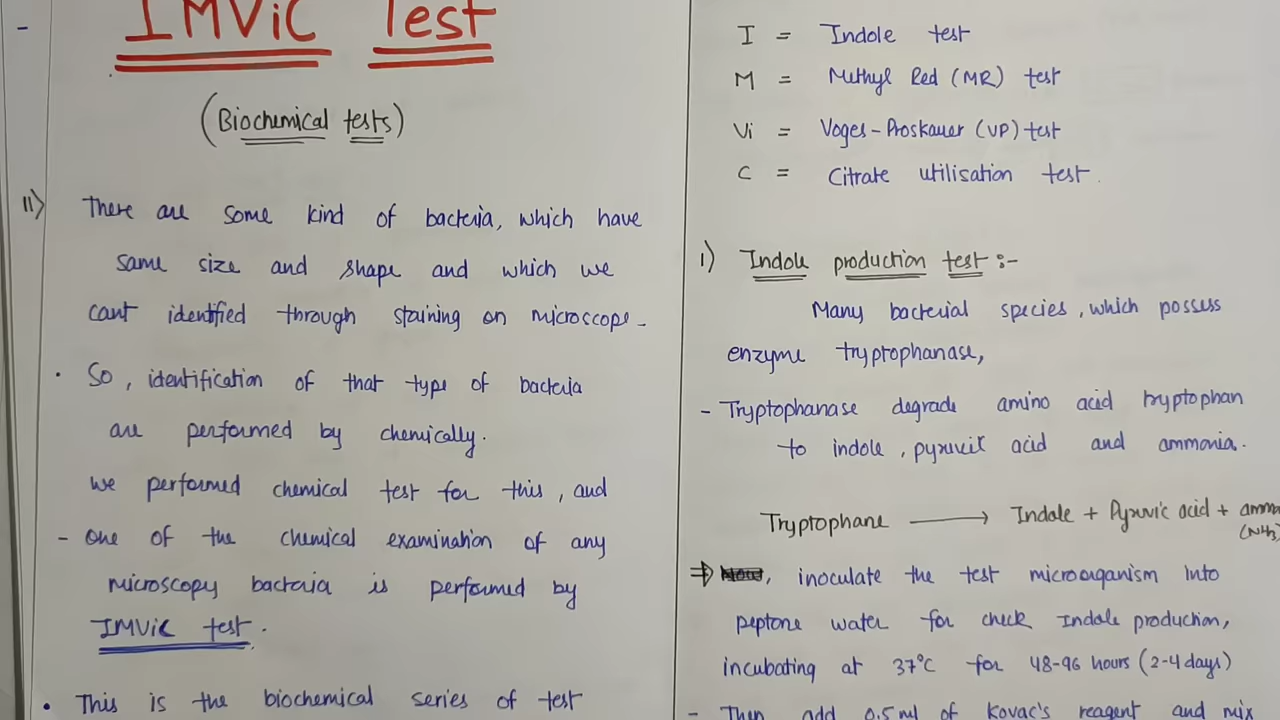 IMViC Test
(Biochemical tests)
11) There are some kind of bacteria, which have
same size and shape and which we
cant identified through staining on microscope.
• So, identification of that type of bacteria
are performed by chemically.
we performed chemical test for this, and
- one of the chemical examination of any
microscopy bacteria is performed by
IMViC test.
• This is the biochemical series of test
I = Indole test
M = Methyl Red (MR) test
Vi = Voges-Proskauer (VP) test
C = Citrate utilisation test.
1) Indole production test :-
Many bacterial species, which possess
enzyme tryptophanase,
- Tryptophanase degrade amino acid tryptophan
to indole, pyruvic acid and ammonia.
Tryptophane → Indole + Pyruvic acid + amm
(NH3
⇒ , inoculate the test microorganism into
peptone water for check Indole production,
incubating at 37°C for 48-96 hours (2-4 days)
- Then add 0.5 ml of Kovac's reagent and mix